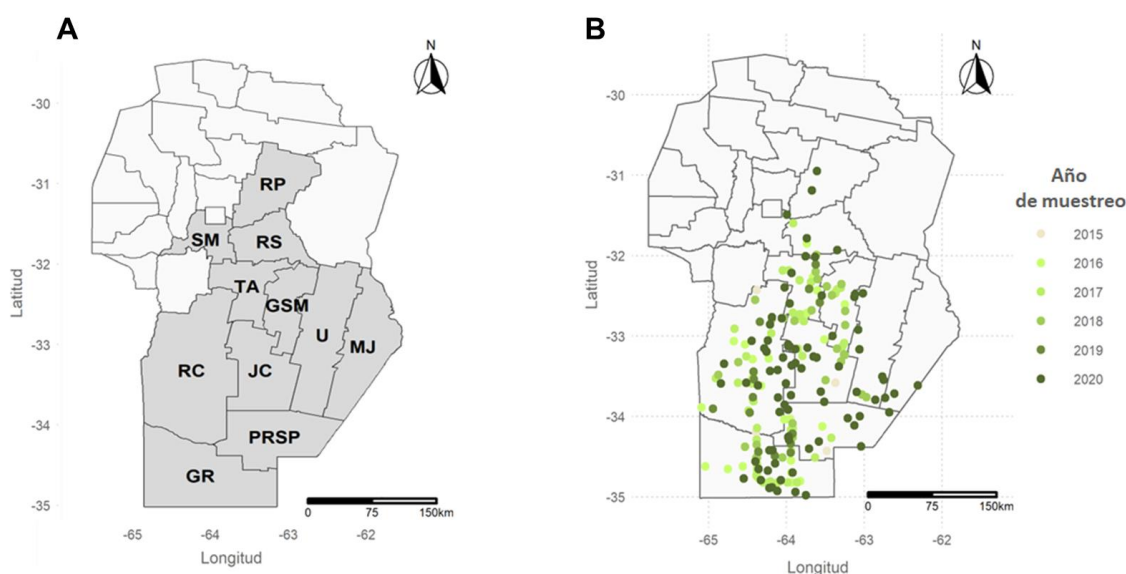 A
N
-30
-31
-32
-33
-34
-35
Latitud
RP
SM
RS
TA
GSM
U
MJ
RC
JC
PRSP
GR
0 75 150km
-65 -64 -63 -62
Longitud
B
N
-30
-31
-32
-33
-34
-35
Latitud
0 75 150km
-65 -64 -63 -62
Longitud
Año
de muestreo
2015
2016
2017
2018
2019
2020